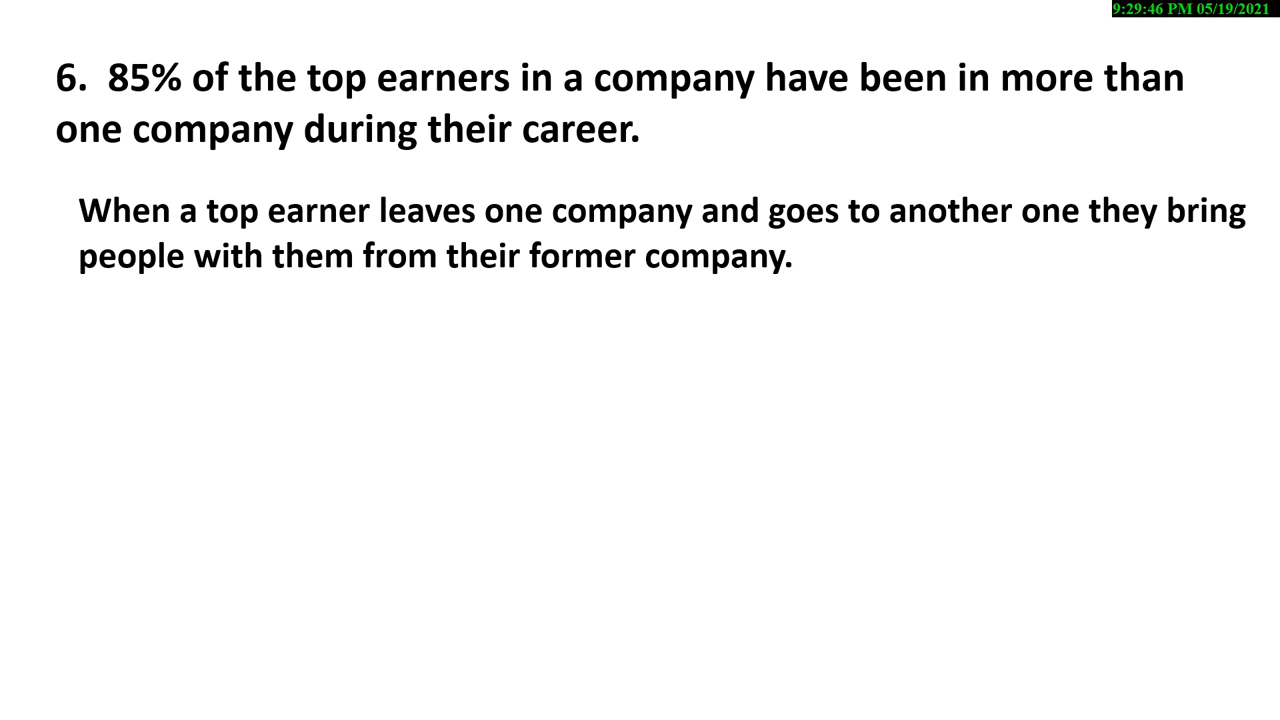 9:29:46 PM 05/19/2021
6.  85% of the top earners in a company have been in more than
one company during their career.
When a top earner leaves one company and goes to another one they bring
people with them from their former company.